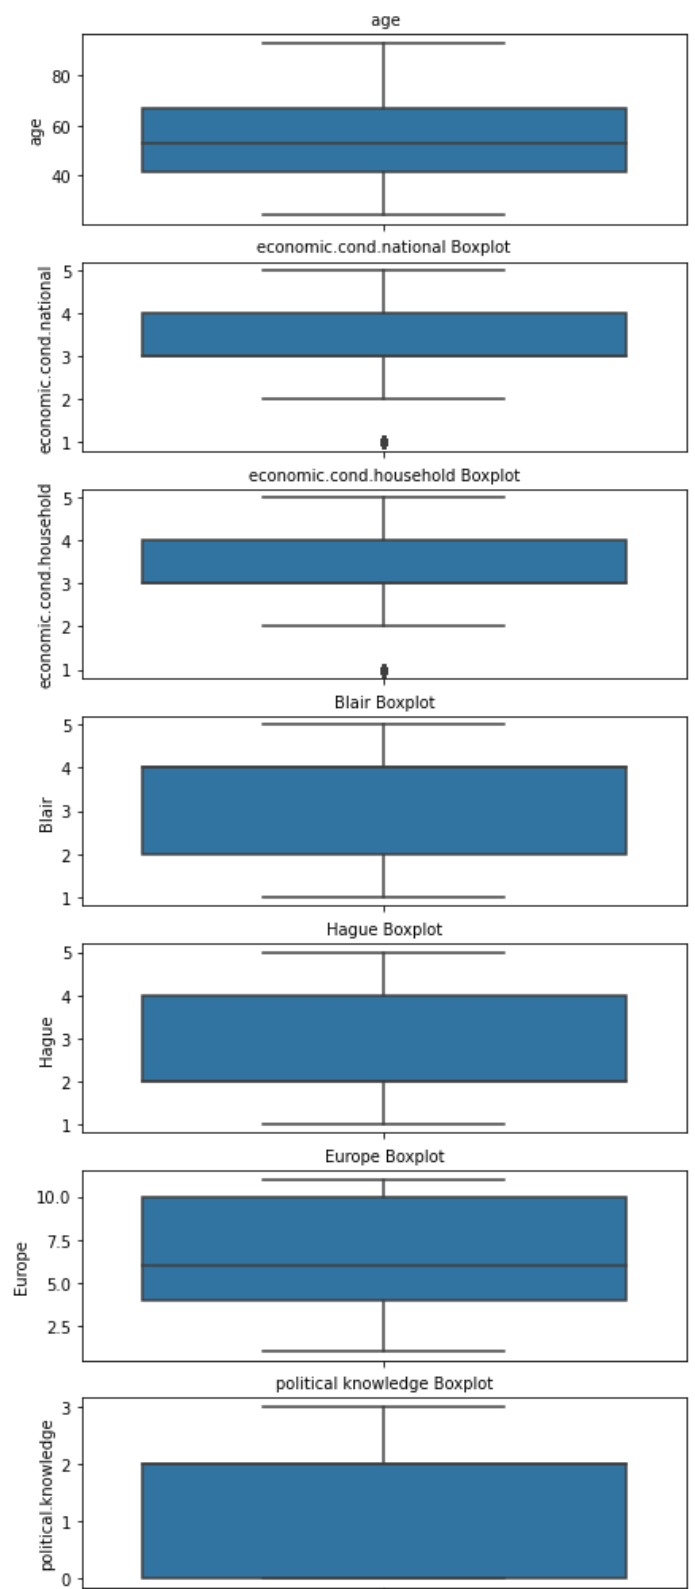 age
80
60
40
age
economic.cond.national Boxplot
5
4
3
2
1
economic.cond.national
economic.cond.household Boxplot
5
4
3
2
1
economic.cond.household
Blair Boxplot
5
4
3
2
1
Blair
Hague Boxplot
5
4
3
2
1
Hague
Europe Boxplot
10.0
7.5
5.0
2.5
Europe
political knowledge Boxplot
3
2
1
0
political.knowledge